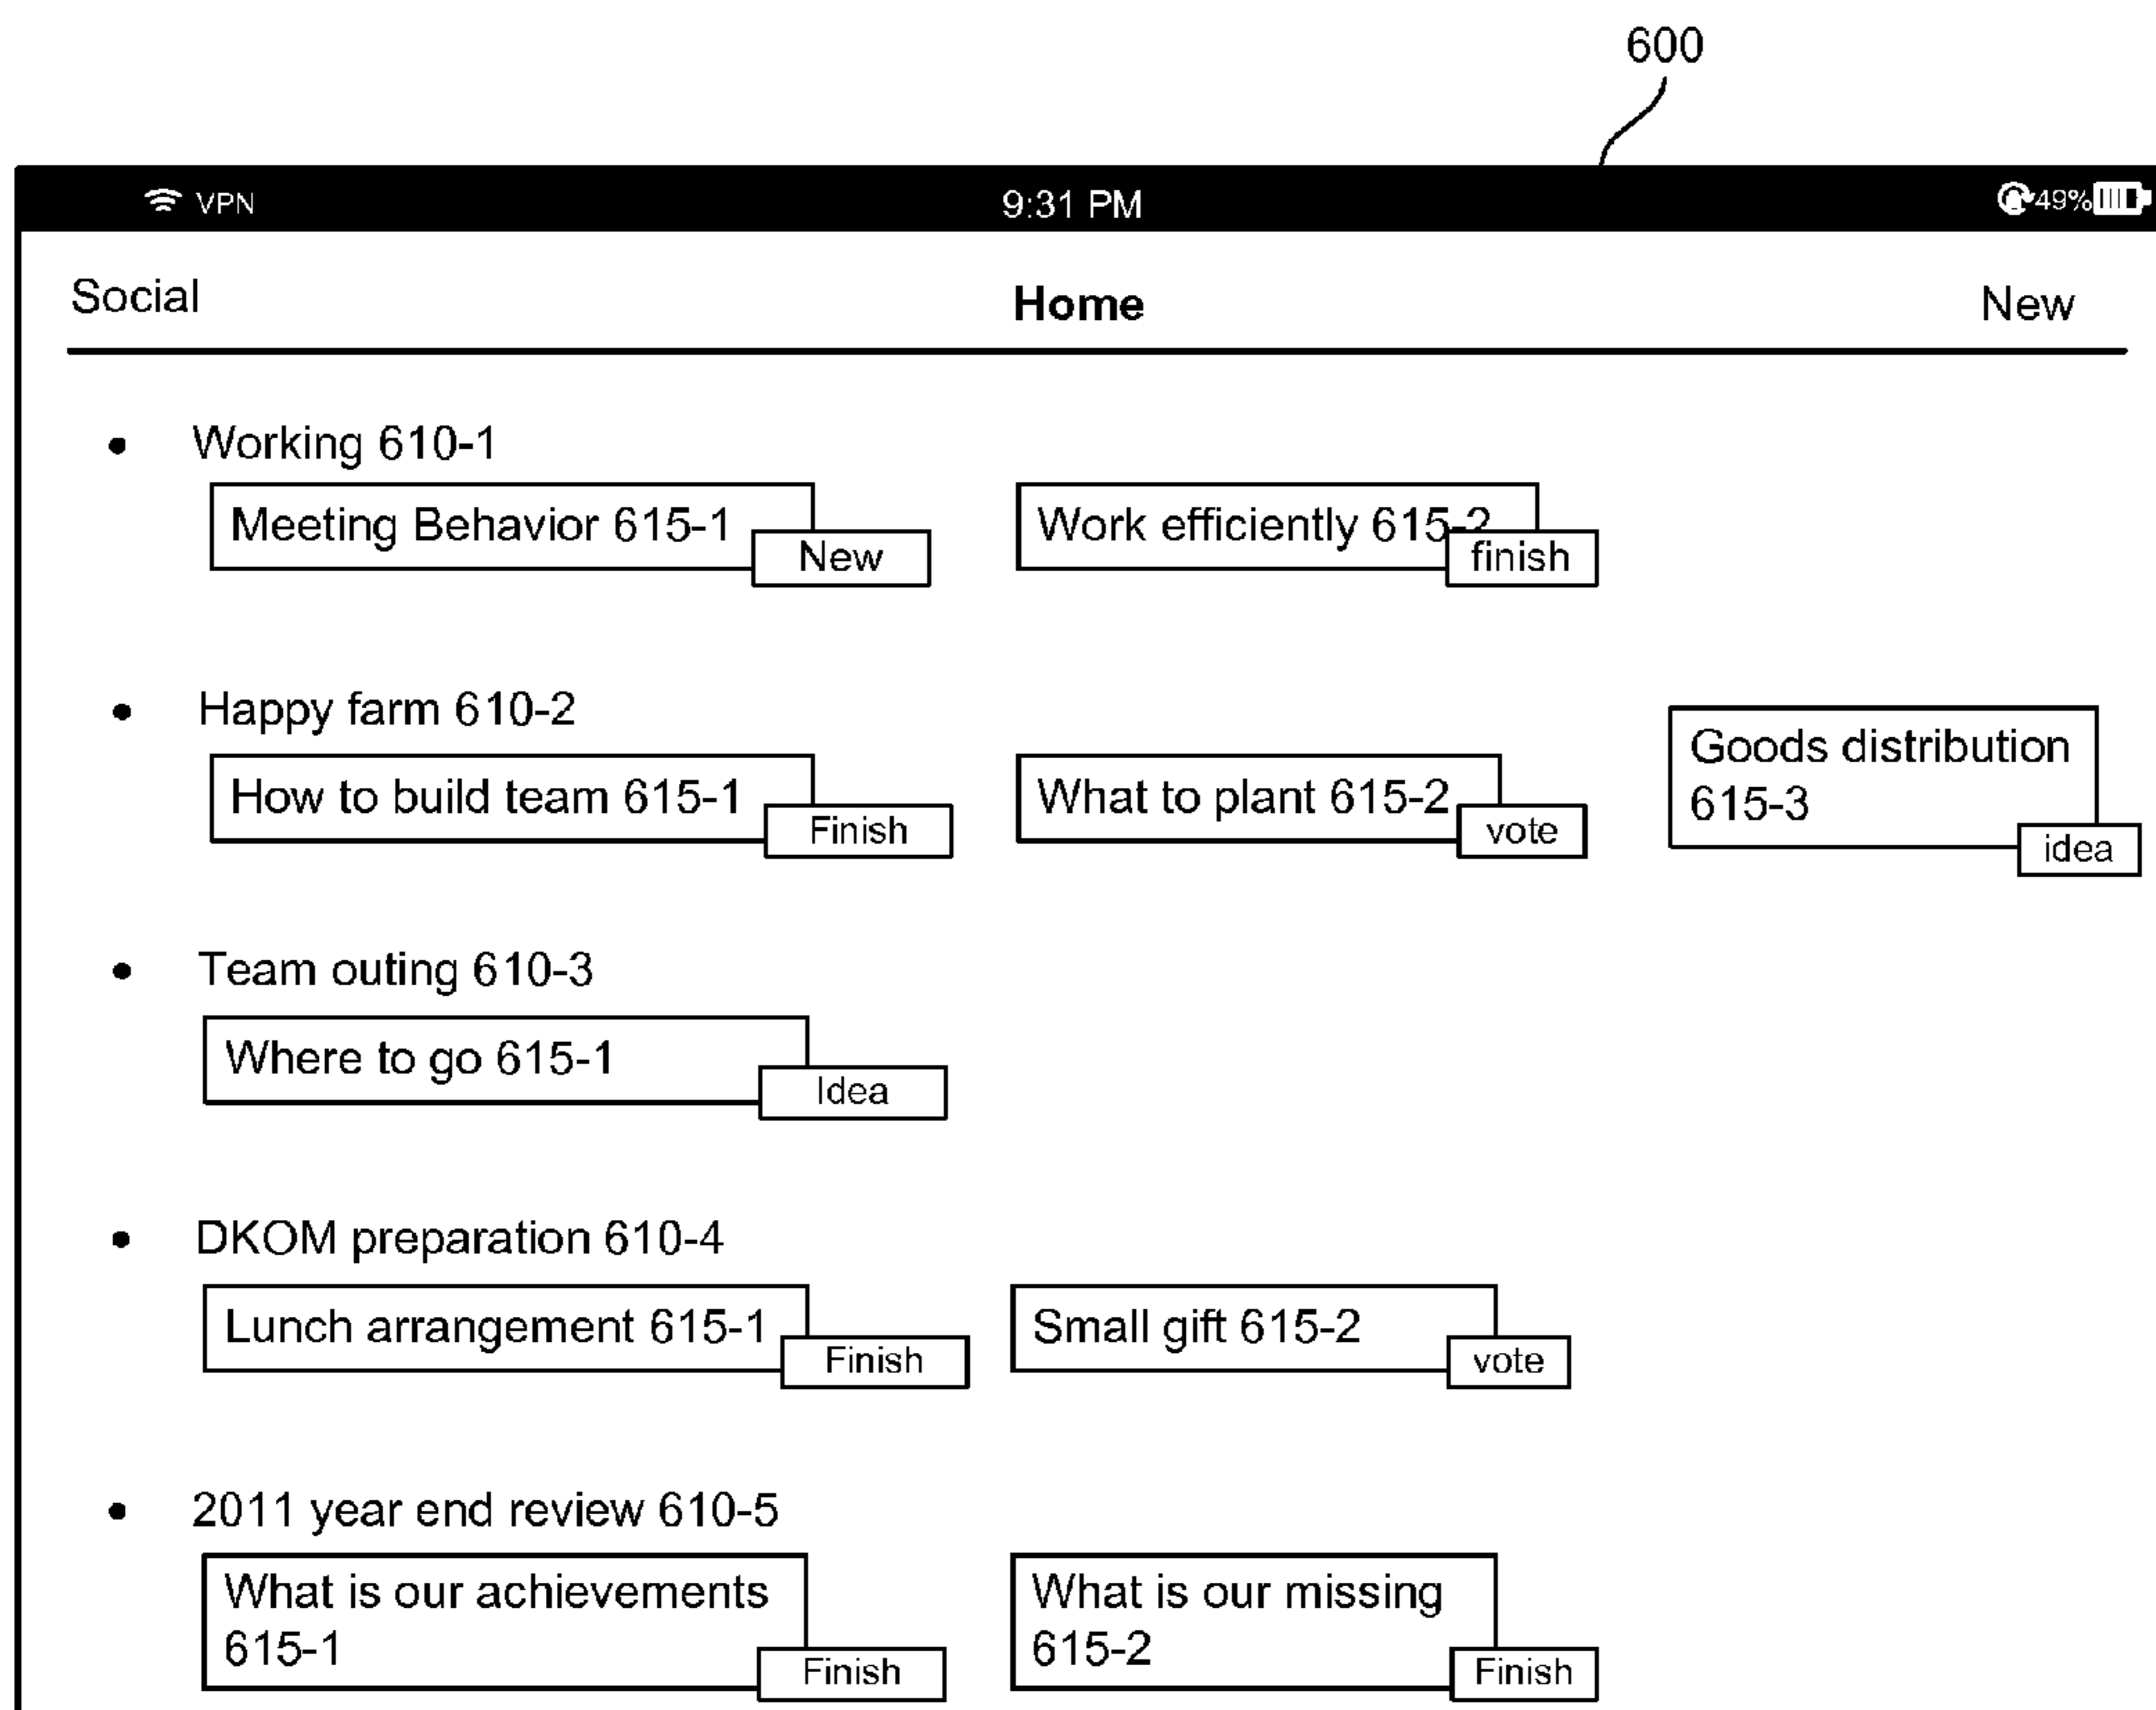 600
VPN 9:31 PM 49%
Social Home New
• Working 610-1
Meeting Behavior 615-1 New
Work efficiently 615-2 finish
• Happy farm 610-2
How to build team 615-1 Finish
What to plant 615-2 vote
Goods distribution
615-3
idea
• Team outing 610-3
Where to go 615-1 Idea
• DKOM preparation 610-4
Lunch arrangement 615-1 Finish
Small gift 615-2 vote
• 2011 year end review 610-5
What is our achievements
615-1
Finish
What is our missing
615-2
Finish